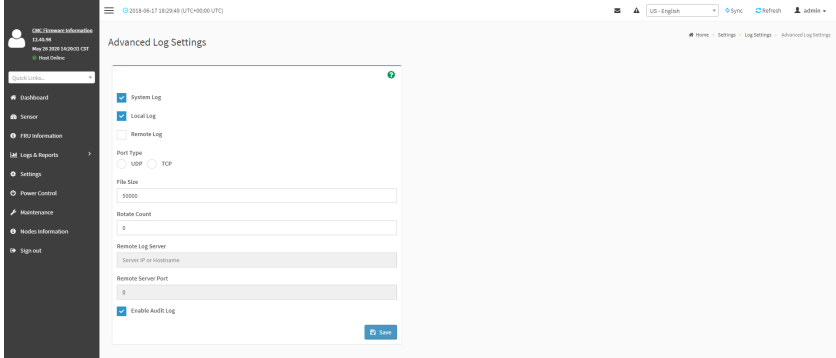 2018-06-17 18:29:49 (UTC+00:00 UTC)
US - English
Sync
Refresh
admin
CMC Firmware Information
12.40.98
May 26 2020 14:20:31 CST
Host Online
Quick Links...
Dashboard
Sensor
FRU Information
Logs & Reports
Settings
Power Control
Maintenance
Nodes Information
Sign out
Advanced Log Settings
Home > Settings > Log Settings > Advanced Log Settings
System Log
Local Log
Remote Log
Port Type
UDP TCP
File Size
50000
Rotate Count
0
Remote Log Server
Server IP or Hostname
Remote Server Port
0
Enable Audit Log
Save